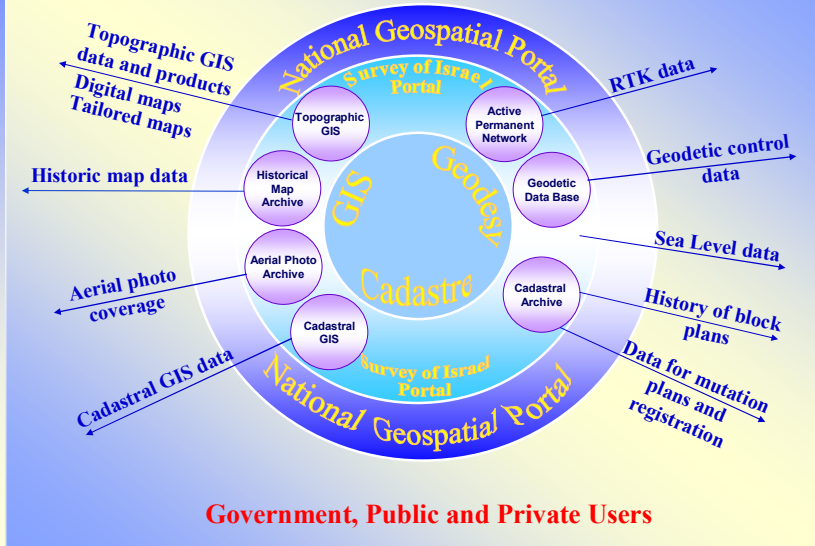 National Geospatial Portal
Survey of Israel
Portal
Topographic GIS
data and products
Digital maps
Tailored maps
Historic map data
Aerial photo
coverage
Cadastral GIS data
Topographic
GIS
Historical
Map
Archive
Aerial Photo
Archive
Cadastral
GIS
GIS
Geodesy
Cadastre
Active
Permanent
Network
Geodetic
Data Base
Cadastral
Archive
RTK data
Geodetic control
data
Sea Level data
History of block
plans
Data for mutation
plans and
registration
Survey of Israel
Portal
National Geospatial Portal
Government, Public and Private Users